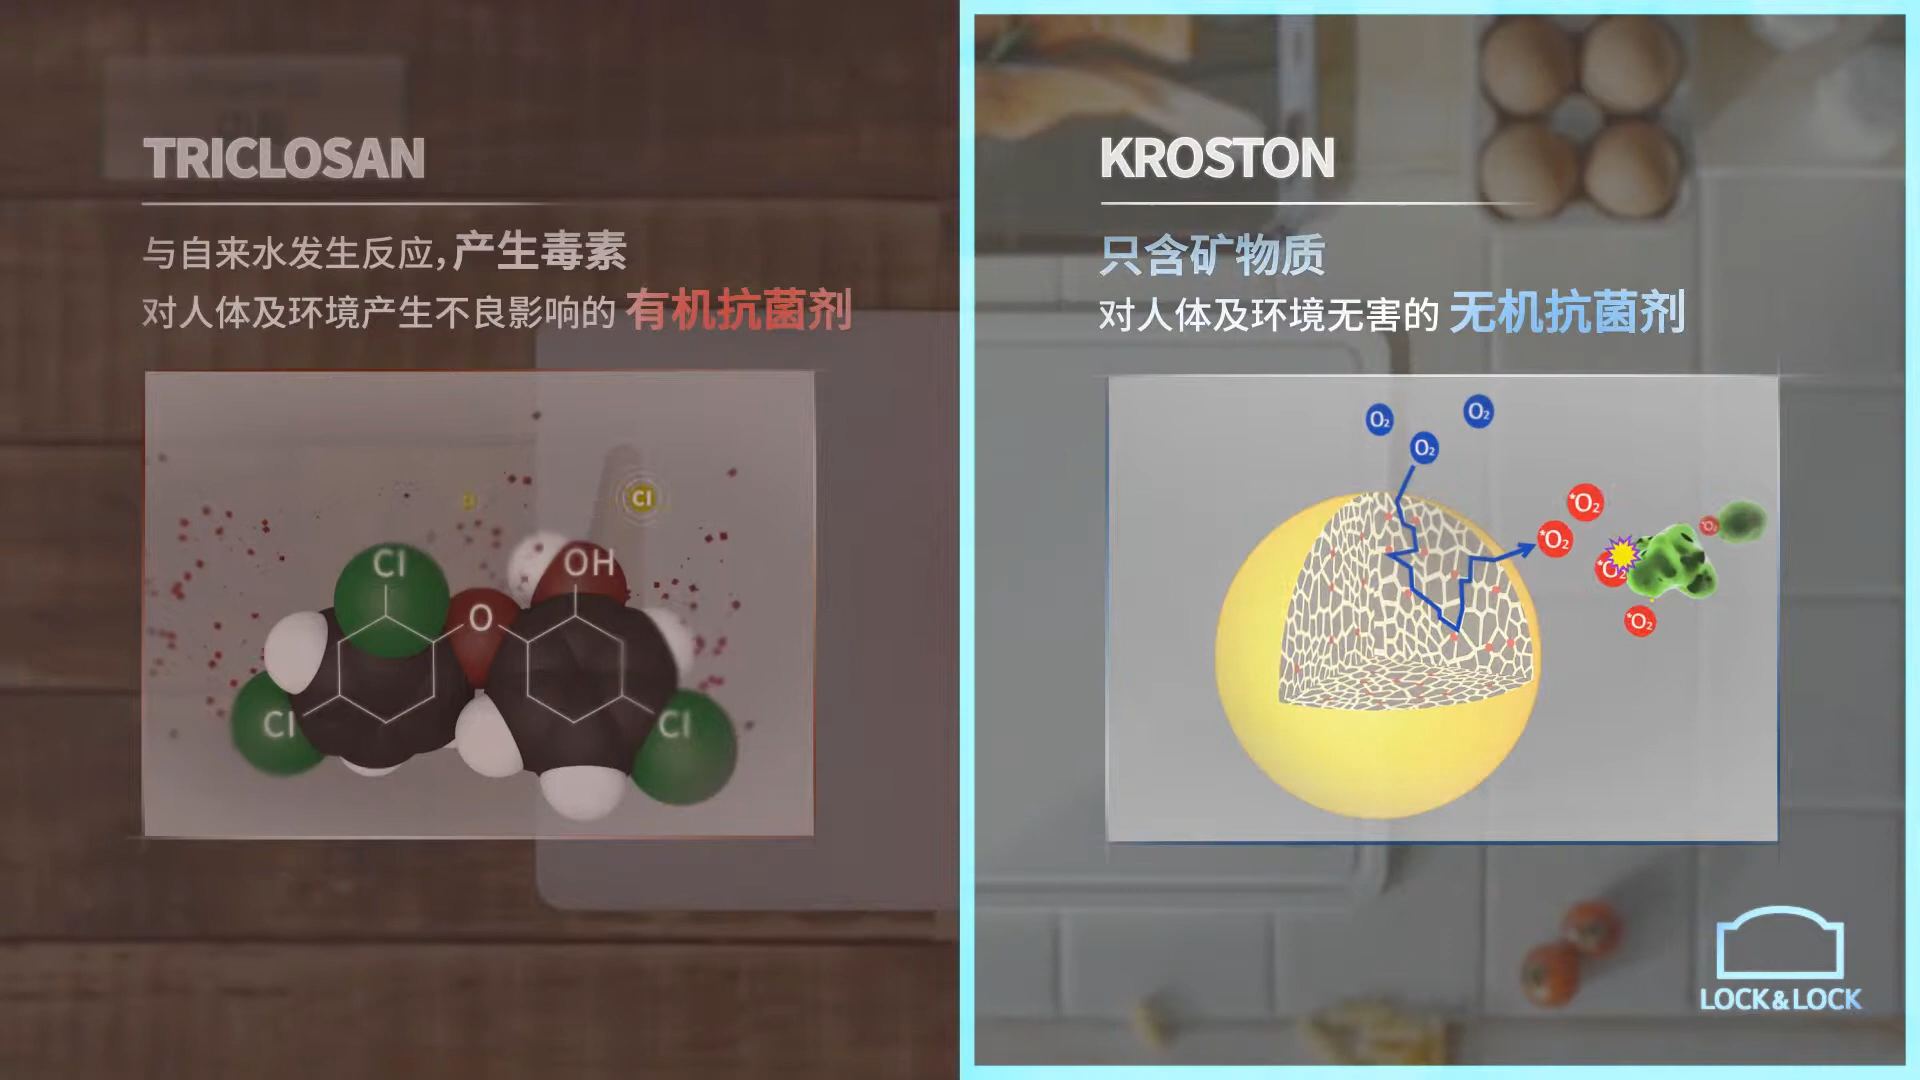 TRICLOSAN
与自来水发生反应,产生毒素
对人体及环境产生不良影响的 有机抗菌剂
Cl
Cl
OH
O
Cl
Cl
KROSTON
只含矿物质
对人体及环境无害的 无机抗菌剂
O₂
O₂
O₂
*O₂
*O₂
*O₂
*O₂
*O₂
LOCK&LOCK